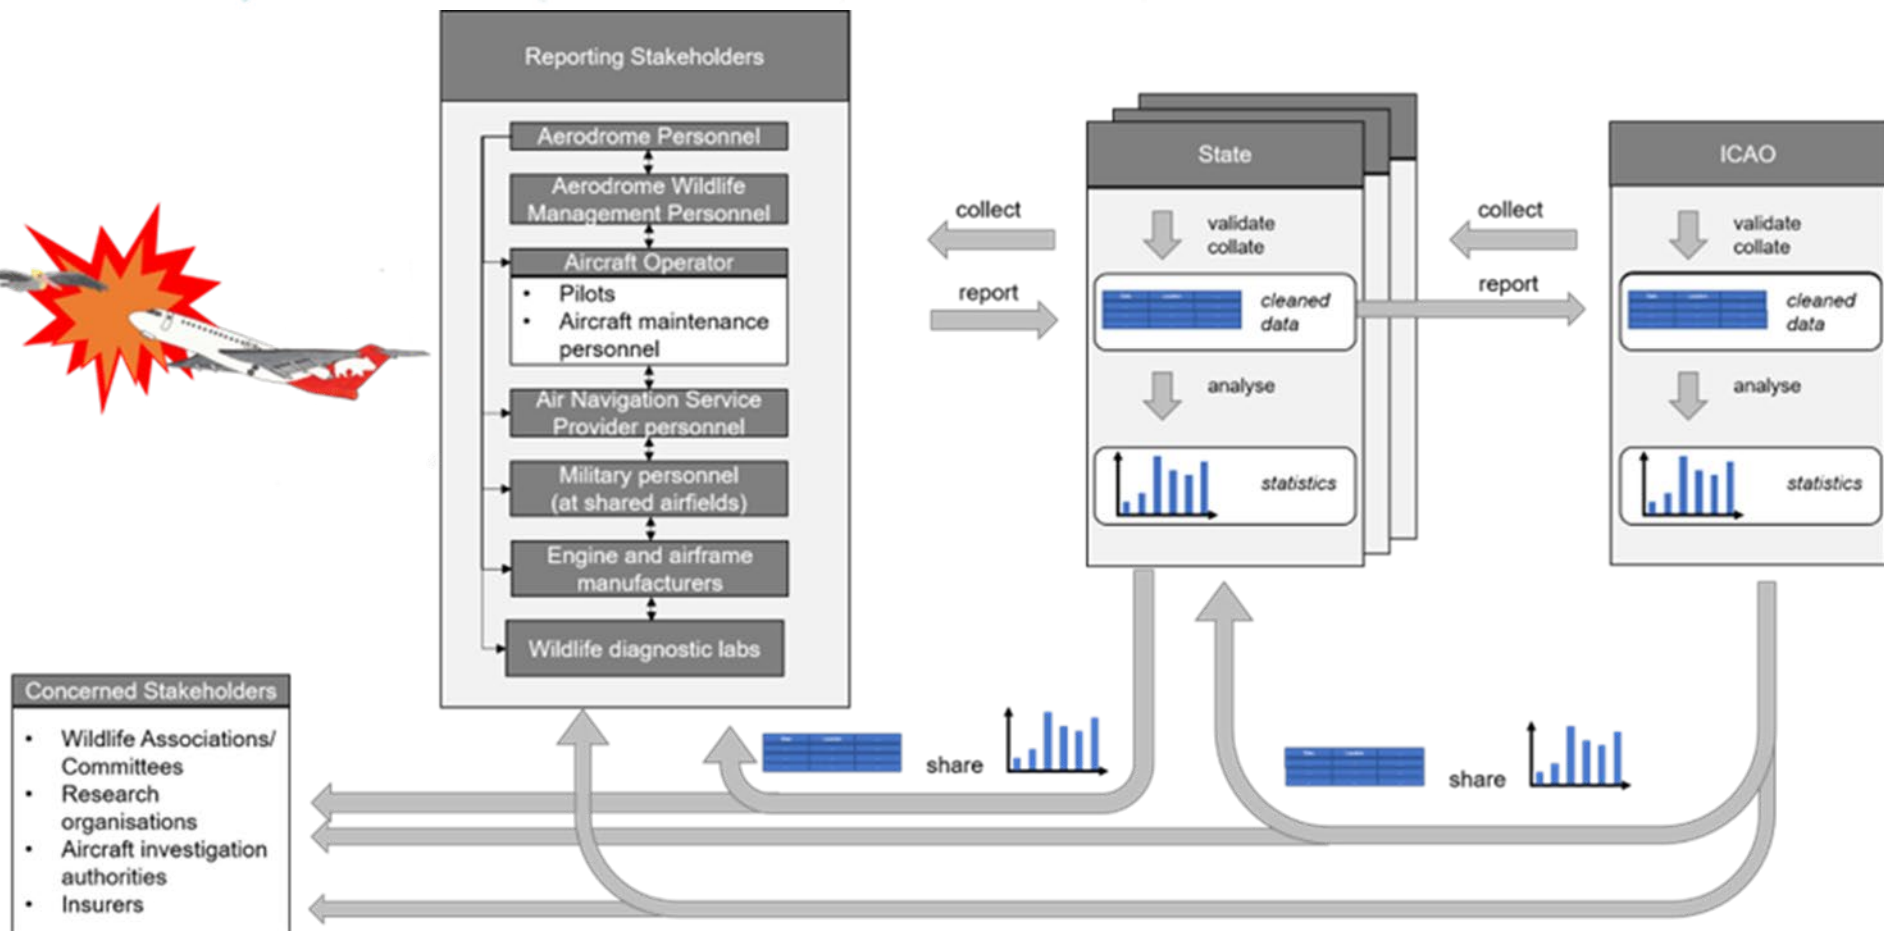 Reporting Stakeholders
Aerodrome Personnel
Aerodrome Wildlife
Management Personnel
Aircraft Operator
• Pilots
• Aircraft maintenance
personnel
Air Navigation Service
Provider personnel
Military personnel
(at shared airfields)
Engine and airframe
manufacturers
Wildlife diagnostic labs
collect
report
State
validate
collate
cleaned
data
analyse
statistics
collect
report
ICAO
validate
collate
cleaned
data
analyse
statistics
share
share
Concerned Stakeholders
• Wildlife Associations/
Committees
• Research
organisations
• Aircraft investigation
authorities
• Insurers